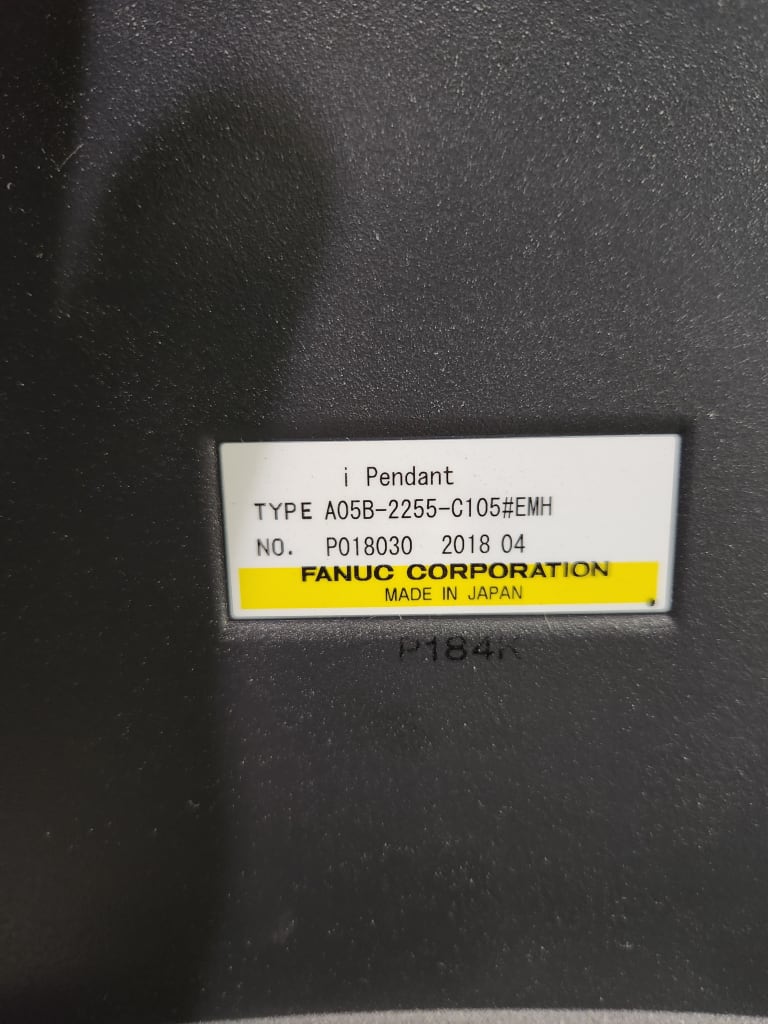 i Pendant
TYPE A05B-2255-C105#EMH
NO. P018030 2018 04
FANUC CORPORATION
MADE IN JAPAN
P184K